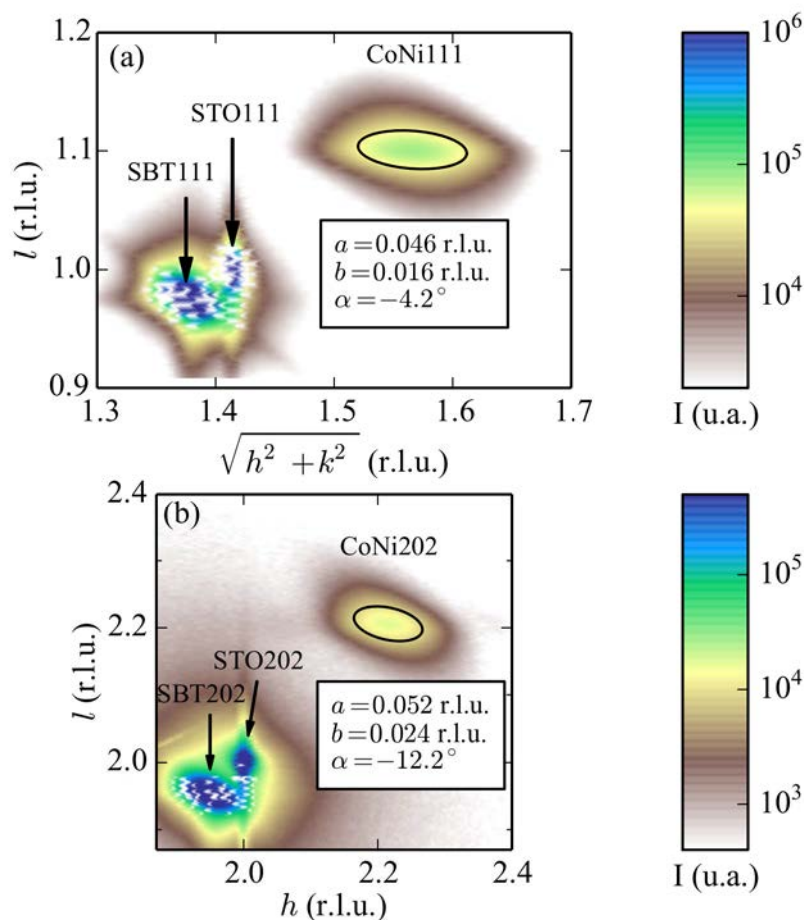 (a)
CoNi111
STO111
SBT111
a=0.046 r.l.u.
b=0.016 r.l.u.
α=−4.2°
l (r.l.u.)
1.2
1.1
1.0
0.9
1.3 1.4 1.5 1.6 1.7
√h² +k² (r.l.u.)
10⁶
10⁵
10⁴
I (u.a.)
(b)
CoNi202
STO202
SBT202
a=0.052 r.l.u.
b=0.024 r.l.u.
α=−12.2°
l (r.l.u.)
2.4
2.2
2.0
2.0 2.2 2.4
h (r.l.u.)
10⁵
10⁴
10³
I (u.a.)